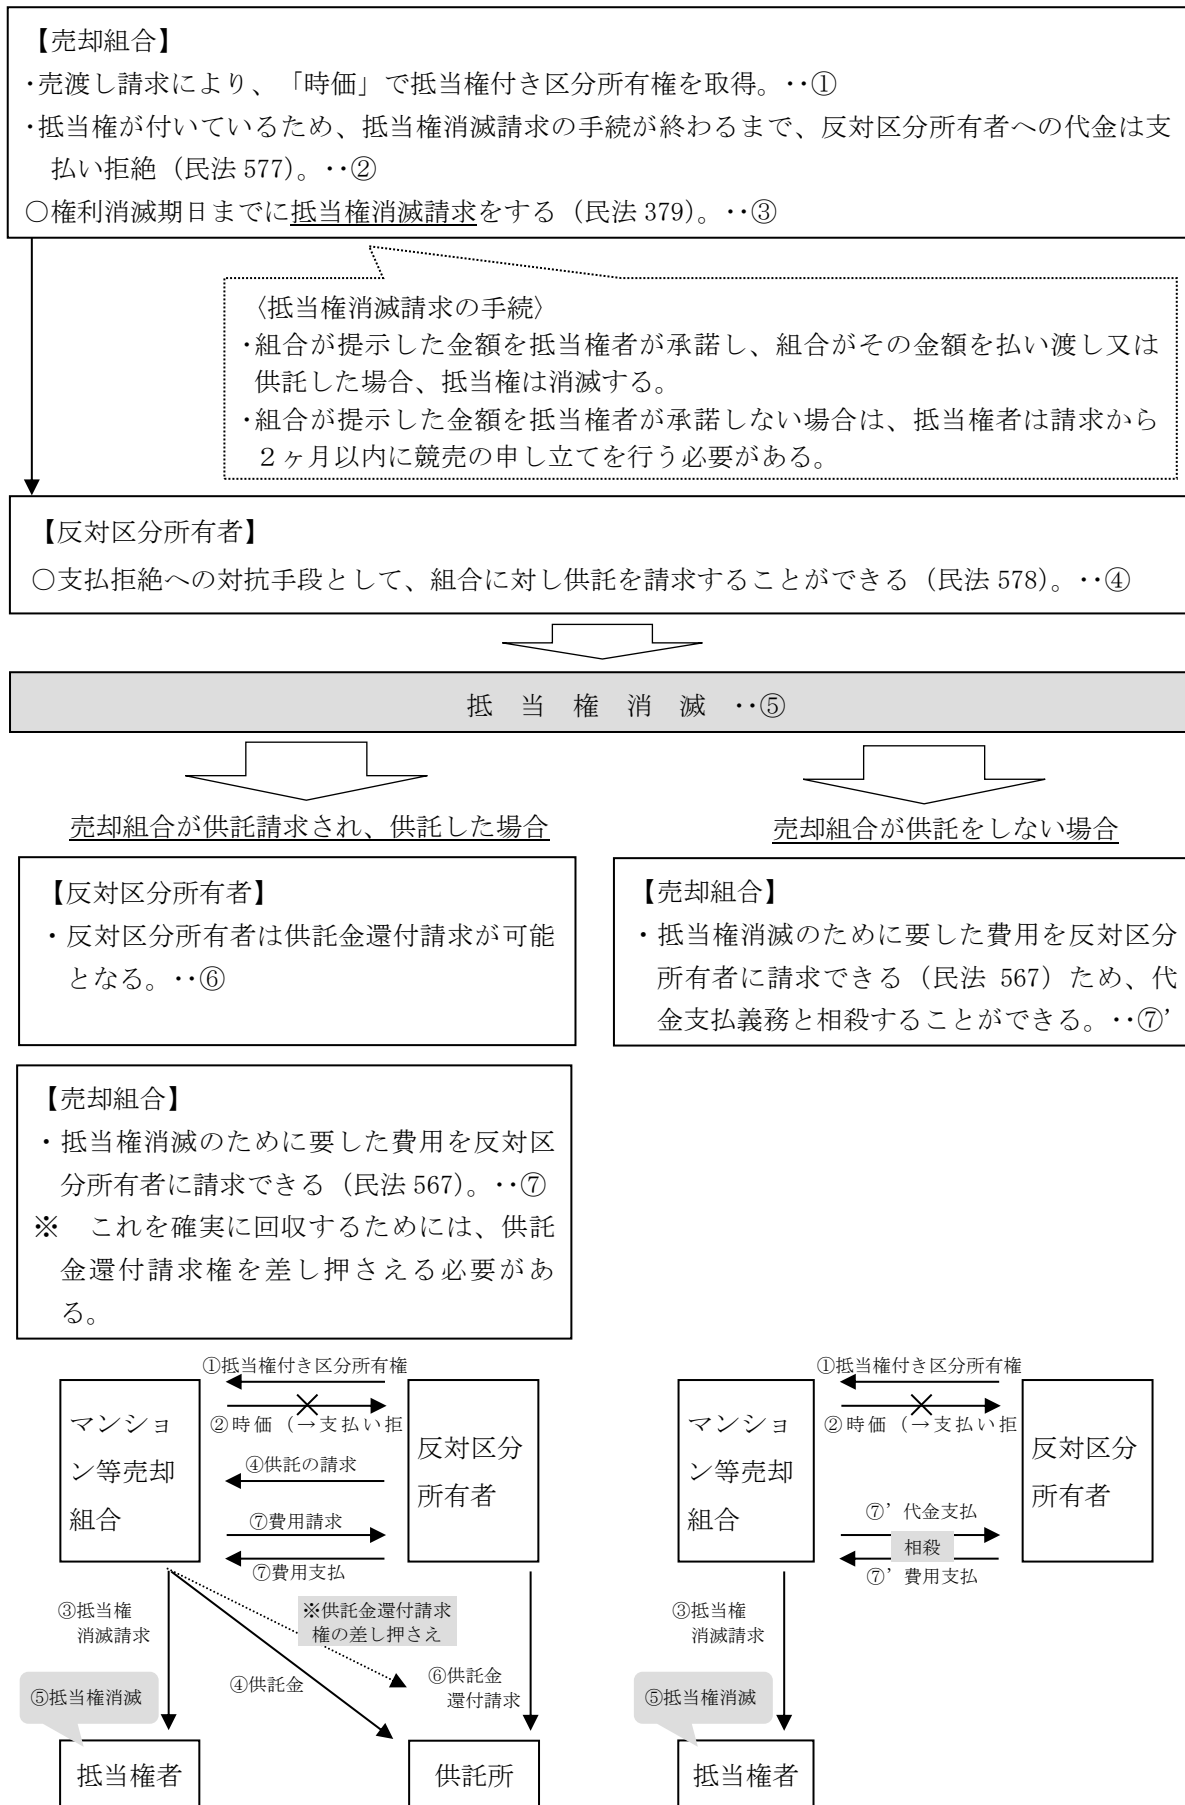 【売却組合】
・売渡し請求により、「時価」で抵当権付き区分所有権を取得。‥①
・抵当権が付いているため、抵当権消滅請求の手続が終わるまで、反対区分所有者への代金は支
払い拒絶（民法 577）。‥②
○権利消滅期日までに抵当権消滅請求をする（民法 379）。‥③
〈抵当権消滅請求の手続〉
・組合が提示した金額を抵当権者が承諾し、組合がその金額を払い渡し又は
供託した場合、抵当権は消滅する。
・組合が提示した金額を抵当権者が承諾しない場合は、抵当権者は請求から
２ヶ月以内に競売の申し立てを行う必要がある。
【反対区分所有者】
○支払拒絶への対抗手段として、組合に対し供託を請求することができる（民法 578）。‥④
抵 当 権 消 滅 ‥⑤
売却組合が供託請求され、供託した場合
【反対区分所有者】
・反対区分所有者は供託金還付請求が可能
となる。‥⑥
【売却組合】
・抵当権消滅のために要した費用を反対区
分所有者に請求できる（民法 567）。‥⑦
※ これを確実に回収するためには、供託
金還付請求権を差し押さえる必要があ
る。
売却組合が供託をしない場合
【売却組合】
・抵当権消滅のために要した費用を反対区分
所有者に請求できる（民法 567）ため、代
金支払義務と相殺することができる。‥⑦’
①抵当権付き区分所有権
②時価（→支払い拒
④供託の請求
⑦費用請求
⑦費用支払
マンショ
ン等売却
組合
反対区分
所有者
③抵当権
消滅請求
※供託金還付請求
権の差し押さえ
④供託金
⑥供託金
還付請求
⑤抵当権消滅
抵当権者
供託所
①抵当権付き区分所有権
②時価（→支払い拒
マンショ
ン等売却
組合
反対区分
所有者
⑦’ 代金支払
相殺
⑦’ 費用支払
③抵当権
消滅請求
⑤抵当権消滅
抵当権者